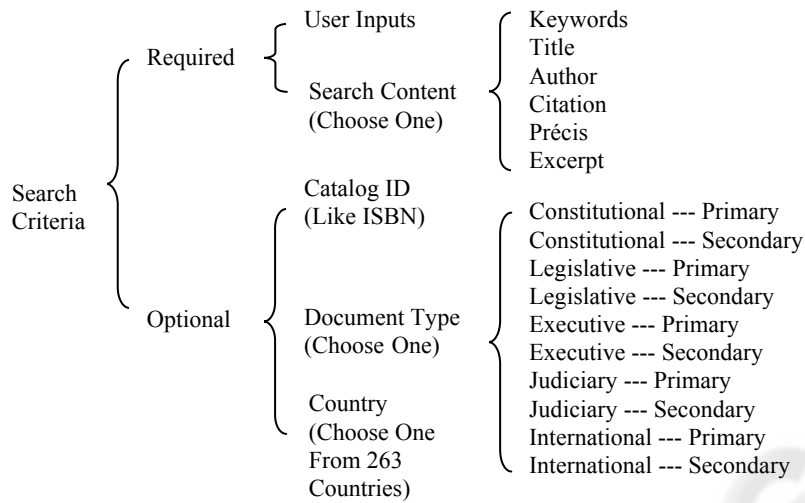 Search
Criteria
Required
User Inputs
Search Content
(Choose One)
Keywords
Title
Author
Citation
Précis
Excerpt
Optional
Catalog ID
(Like ISBN)
Document Type
(Choose One)
Constitutional --- Primary
Constitutional --- Secondary
Legislative --- Primary
Legislative --- Secondary
Executive --- Primary
Executive --- Secondary
Judiciary --- Primary
Judiciary --- Secondary
International --- Primary
International --- Secondary
Country
(Choose One
From 263
Countries)